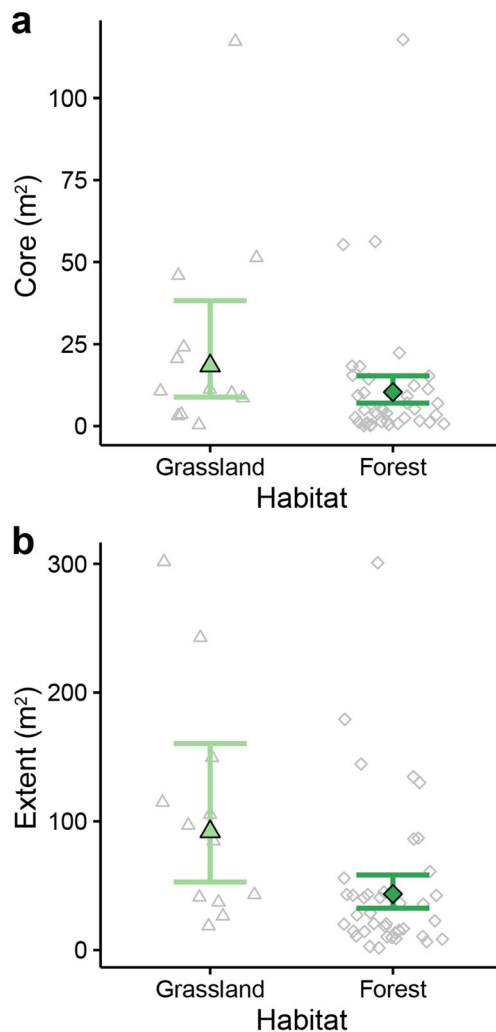 a
Core (m²)
100
75
50
25
0
Grassland Forest
Habitat
b
Extent (m²)
300
200
100
0
Grassland Forest
Habitat